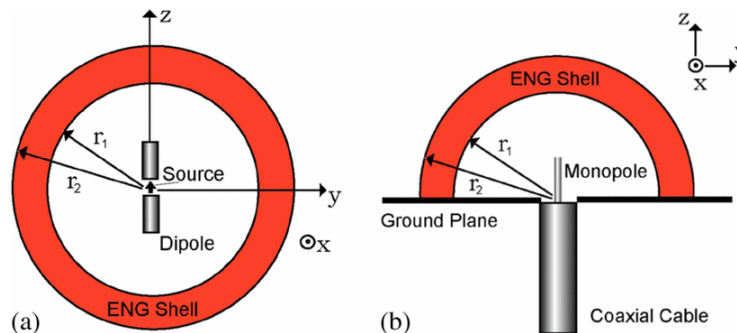 z
r₁
r₂
Source
y
Dipole
x
ENG Shell
(a)
z
x
ENG Shell
r₁
r₂
Monopole
Ground Plane
Coaxial Cable
(b)